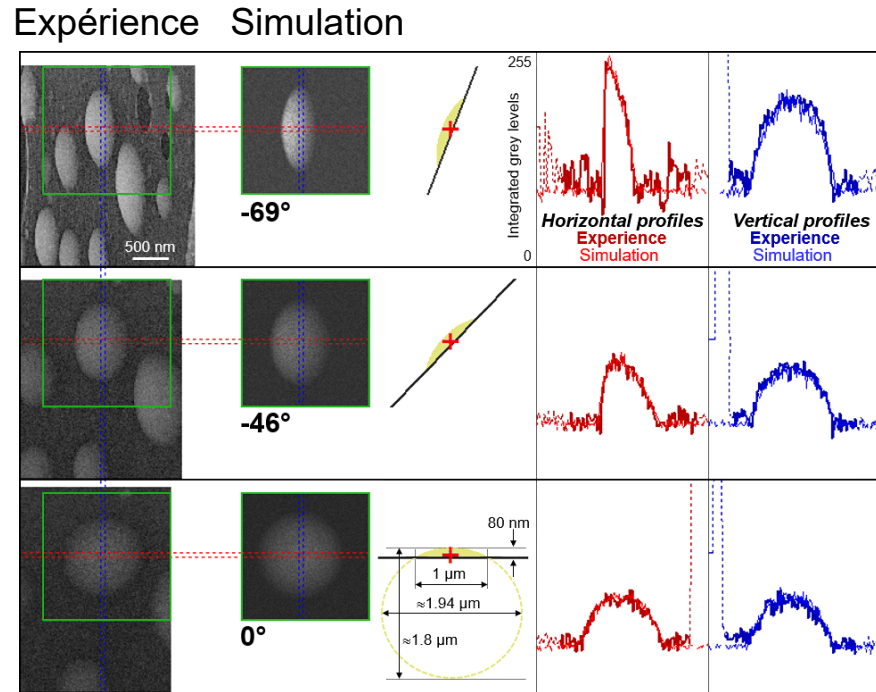 Expérience Simulation
255
Integrated grey levels
0
500 nm
-69°
Horizontal profiles
Experience
Simulation
Vertical profiles
Experience
Simulation
-46°
0°
80 nm
1 µm
≈1.94 µm
≈1.8 µm